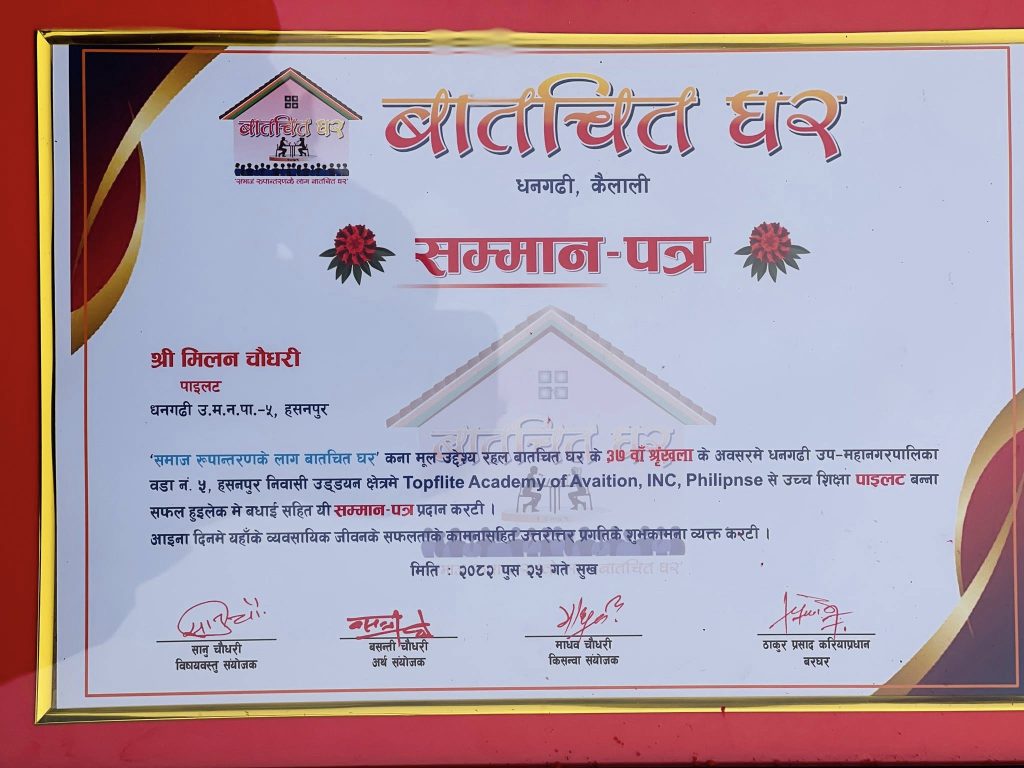 बातचित घर
समाज रूपान्तरणके लाग बातचित घर
बातचित घर
धनगढी, कैलाली
सम्मान-पत्र
श्री मिलन चौधरी
पाइलट
धनगढी उ.म.न.पा.-५, हसनपुर
बातचित घर
'समाज रूपान्तरणके लाग बातचित घर' कना मूल उद्देश्य रहल बातचित घर के ३७ वाँ श्रृंखला के अवसरमे धनगढी उप-महानगरपालिका
वडा नं. ५, हसनपुर निवासी उड्डयन क्षेत्रमे Topflite Academy of Avaition, INC, Philipnse से उच्च शिक्षा पाइलट बन्ना
सफल हुइलेक मे बधाई सहित यी सम्मान-पत्र प्रदान करटी ।
आइना दिनमे यहाँके व्यवसायिक जीवनके सफलताके कामनासहित उत्तरोत्तर प्रगतिके शुभकामना व्यक्त करटी ।
मिति : २०८२ पुस २५ गते सुख
सानु चौधरी बसन्ती चौधरी माधव चौधरी ठाकुर प्रसाद करियाप्रधान
विषयवस्तु संयोजक अर्थ संयोजक किसन्वा संयोजक बरघर